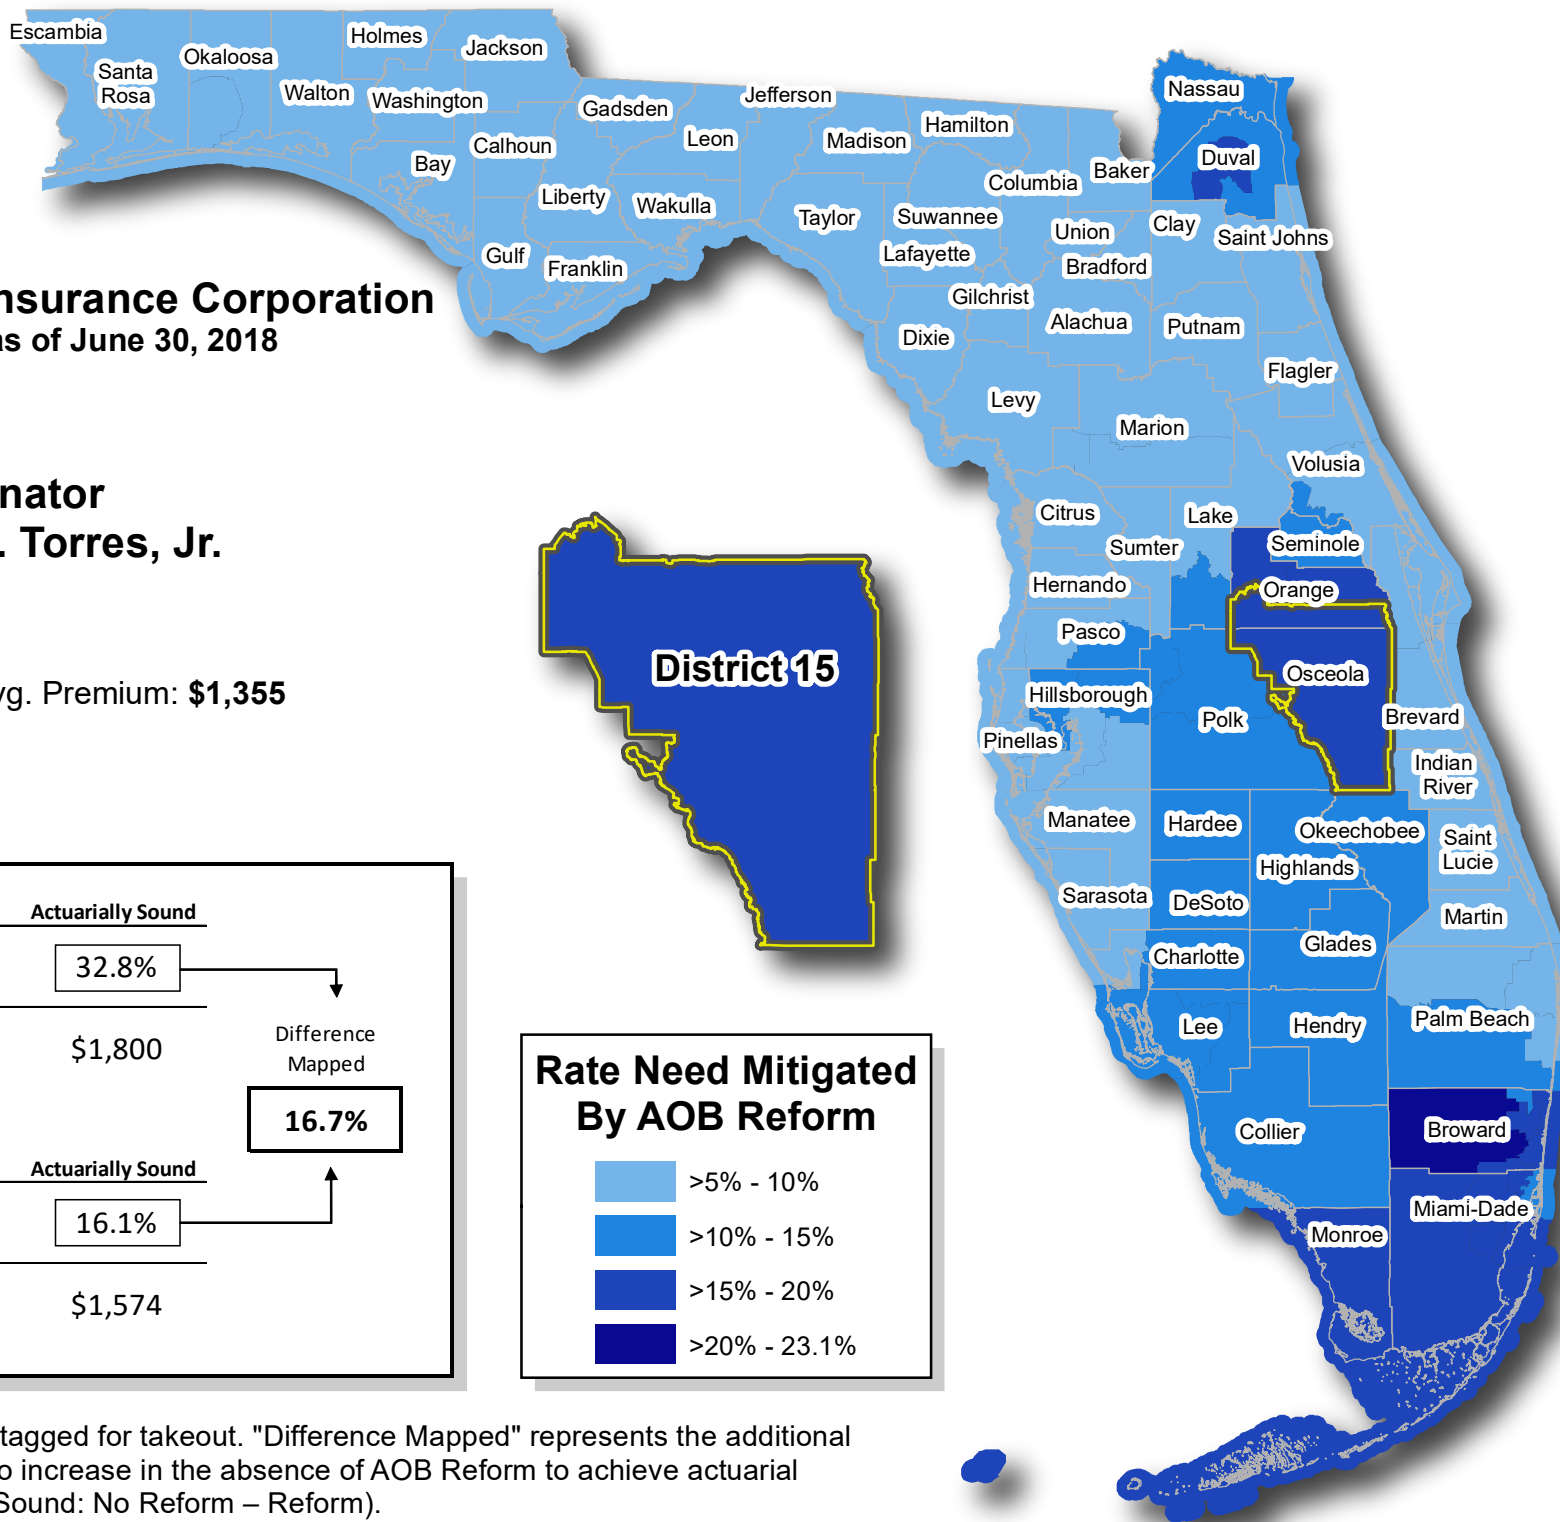 Escambia
Santa
Rosa
Okaloosa
Holmes
Jackson
Walton
Washington
Bay
Calhoun
Gadsden
Jefferson
Leon
Madison
Hamilton
Liberty
Wakulla
Gulf
Franklin
Taylor
Suwannee
Columbia
Baker
Nassau
Duval
Lafayette
Union
Clay
Saint Johns
Bradford
Gilchrist
Alachua
Putnam
Dixie
Flagler
Levy
Marion
Volusia
Citrus
Lake
Sumter
Seminole
Hernando
Orange
Pasco
Osceola
Hillsborough
Polk
Brevard
Pinellas
Indian
River
Manatee
Hardee
Okeechobee
Saint
Lucie
Highlands
Sarasota
DeSoto
Martin
Charlotte
Glades
Lee
Hendry
Palm Beach
Collier
Broward
Miami-Dade
Monroe
nsurance Corporation
as of June 30, 2018
nator
. Torres, Jr.
vg. Premium: $1,355
District 15
Actuarially Sound
32.8%
$1,800
Difference
Mapped
16.7%
Actuarially Sound
16.1%
$1,574
Rate Need Mitigated
By AOB Reform
>5% - 10%
>10% - 15%
>15% - 20%
>20% - 23.1%
tagged for takeout. "Difference Mapped" represents the additional
o increase in the absence of AOB Reform to achieve actuarial
Sound: No Reform – Reform).